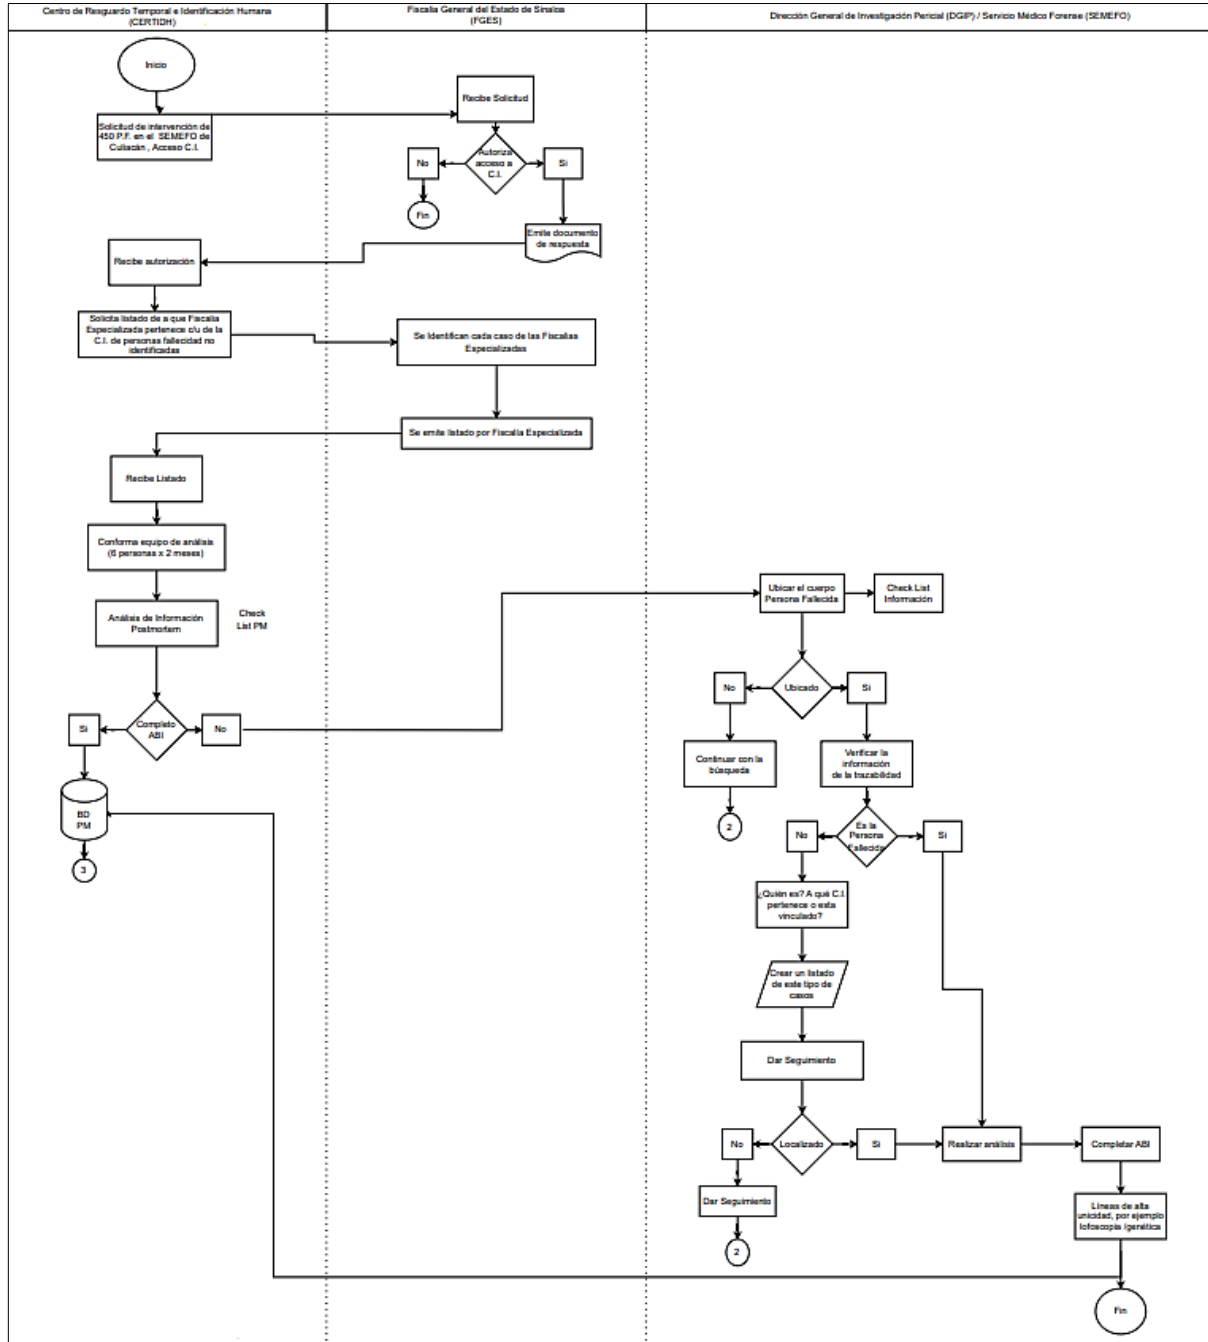 Centro de Resguardo Temporal e Identificación Humana
(CERTIDH)
Fiscalía General del Estado de Sinaloa
(FGES)
Dirección General de Investigación Pericial (DGIP) / Servicio Médico Forense (SEMEFO)
Inicio
Solicitud de intervención de
450 P.F. en el SEMEFO de
Culiacán , Acceso C.I.
Recibe Solicitud
Autoriza
acceso a
C.I.
No
Si
Fin
Emite documento
de respuesta
Recibe autorización
Solicita listado de a que Fiscalía
Especializada pertenece c/u de la
C.I. de personas fallecidad no
identificadas
Se Identifican cada caso de las Fiscalías
Especializadas
Se emite listado por Fiscalía Especializada
Recibe Listado
Conforma equipo de análisis
(6 personas x 2 meses)
Análisis de Información
Postmortem
Check
List PM
Completo
ABI
Si
No
BD
PM
3
Ubicar el cuerpo
Persona Fallecida
Check List
Información
Ubicado
No
Si
Continuar con la
búsqueda
2
Verificar la
información
de la trazabilidad
Es la
Persona
Fallecida
No
Si
¿Quién es? A qué C.I.
pertenece o esta
vinculado?
Crear un listado
de este tipo de
casos
Dar Seguimiento
Localizado
No
Si
Realizar análisis
Completar ABI
Dar Seguimiento
2
Líneas de alta
unicidad, por ejemplo
lofoscopia /genética
Fin